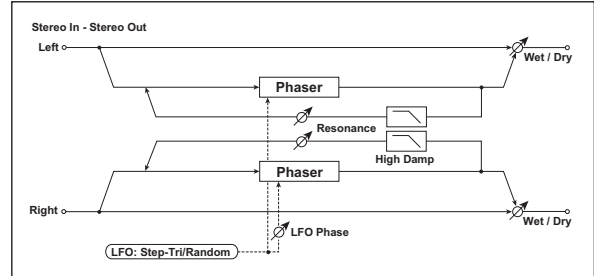 Stereo In - Stereo Out
Left
Wet / Dry
Phaser
Resonance
High Damp
Phaser
Right
Wet / Dry
LFO Phase
LFO: Step-Tri/Random